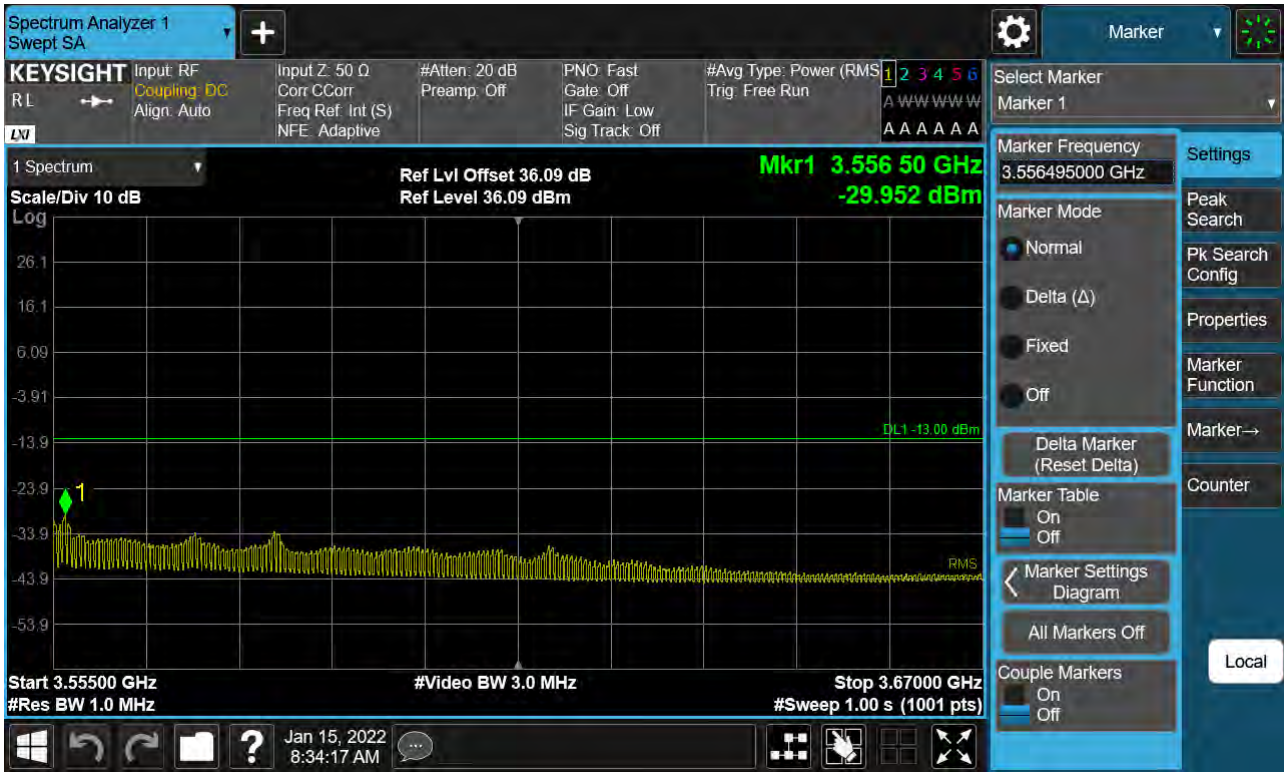 Spectrum Analyzer 1
Swept SA
+
Marker
KEYSIGHT
RL
LXI
Input: RF
Coupling: DC
Align: Auto
Input Z: 50 Ω
Corr CCorr
Freq Ref: Int (S)
NFE: Adaptive
#Atten: 20 dB
Preamp: Off
PNO: Fast
Gate: Off
IF Gain: Low
Sig Track: Off
#Avg Type: Power (RMS
Trig: Free Run
1 2 3 4 5 6
A W W W W W
A A A A A A
Select Marker
Marker 1
1 Spectrum
Scale/Div 10 dB
Log
Ref Lvl Offset 36.09 dB
Ref Level 36.09 dBm
Mkr1 3.556 50 GHz
-29.952 dBm
26.1
16.1
6.09
-3.91
-13.9
-23.9
-33.9
-43.9
-53.9
DL1 -13.00 dBm
1
RMS
Start 3.55500 GHz
#Res BW 1.0 MHz
#Video BW 3.0 MHz
Stop 3.67000 GHz
#Sweep 1.00 s (1001 pts)
Marker Frequency
3.556495000 GHz
Marker Mode
Normal
Delta (Δ)
Fixed
Off
Delta Marker
(Reset Delta)
Marker Table
On
Off
Marker Settings
Diagram
All Markers Off
Couple Markers
On
Off
Settings
Peak
Search
Pk Search
Config
Properties
Marker
Function
Marker→
Counter
Local
?
Jan 15, 2022
8:34:17 AM